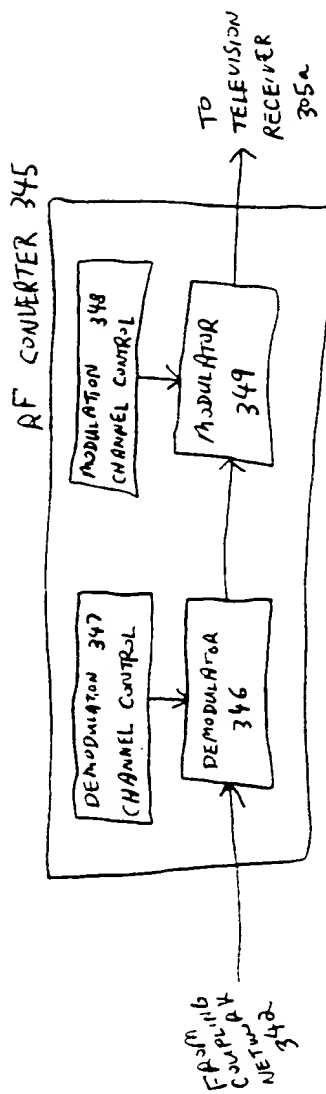 RF CONVERTER 345
DEMODULATION 347
CHANNEL CONTROL
MODULATION 348
CHANNEL CONTROL
FROM
COUPLING
NETWORK
342
DEMODULATOR
346
MODULATOR
349
TO
TELEVISION
RECEIVER
305a